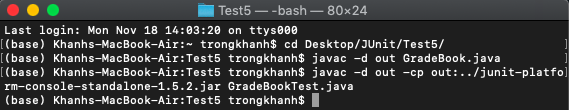 Test5 — -bash — 80×24
Last login: Mon Nov 18 14:03:20 on ttys000
(base) Khanhs-MacBook-Air:~ trongkhanh$ cd Desktop/JUnit/Test5/
[(base) Khanhs-MacBook-Air:Test5 trongkhanh$ javac -d out GradeBook.java ]
[(base) Khanhs-MacBook-Air:Test5 trongkhanh$ javac -d out -cp out:../junit-platfo]
rm-console-standalone-1.5.2.jar GradeBookTest.java
(base) Khanhs-MacBook-Air:Test5 trongkhanh$